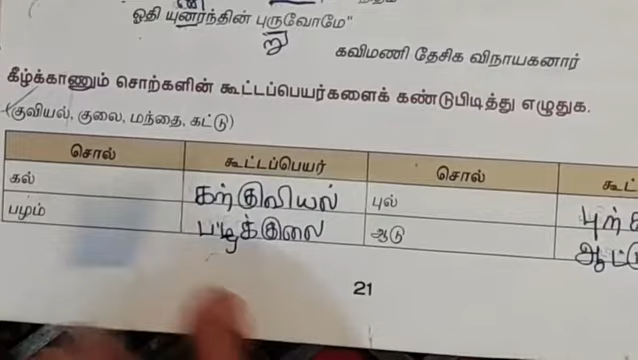 ஓதி யுணர்ந்தின் புருவோமே"
று
கவிமணி தேசிக விநாயகனார்
கீழ்க்காணும் சொற்களின் கூட்டப்பெயர்களைக் கண்டுபிடித்து எழுதுக.
(குவியல், குலை, மந்தை, கட்டு)
சொல் கூட்டப்பெயர் சொல் கூட்
கல் கற்குவியல் புல் புற்க
பழம் பழக்குலை ஆடு ஆட்டு
21